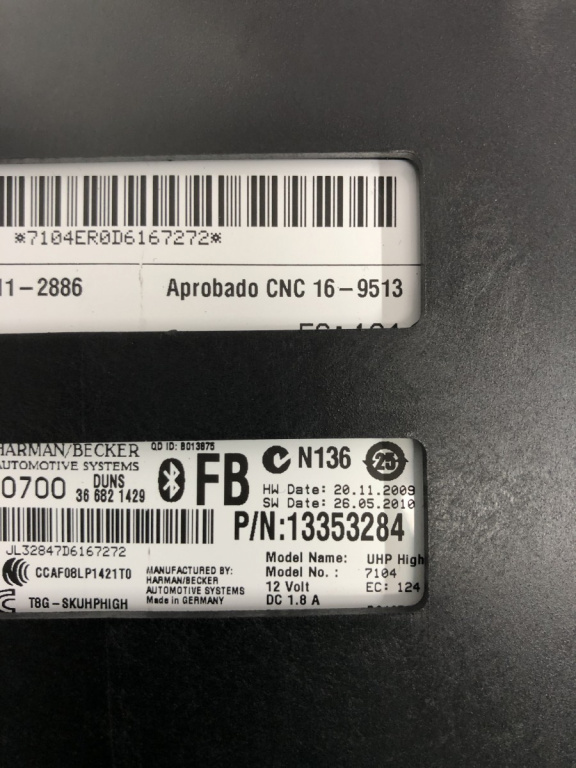 *7104ER0D6167272*
11-2886
Aprobado CNC 16-9513
EC: 124
HARMAN/BECKER
AUTOMOTIVE SYSTEMS
QD ID: B013675
0700
DUNS
36 682 1429
FB
N136
25
HW Date: 20.11.2009
SW Date: 26.05.2010
P/N:13353284
JL32847D6167272
CCAF08LP1421T0
T8G-SKUHPHIGH
MANUFACTURED BY:
HARMAN/BECKER
AUTOMOTIVE SYSTEMS
Made in GERMANY
Model Name: UHP High
Model No.: 7104
12 Volt EC: 124
DC 1.8 A